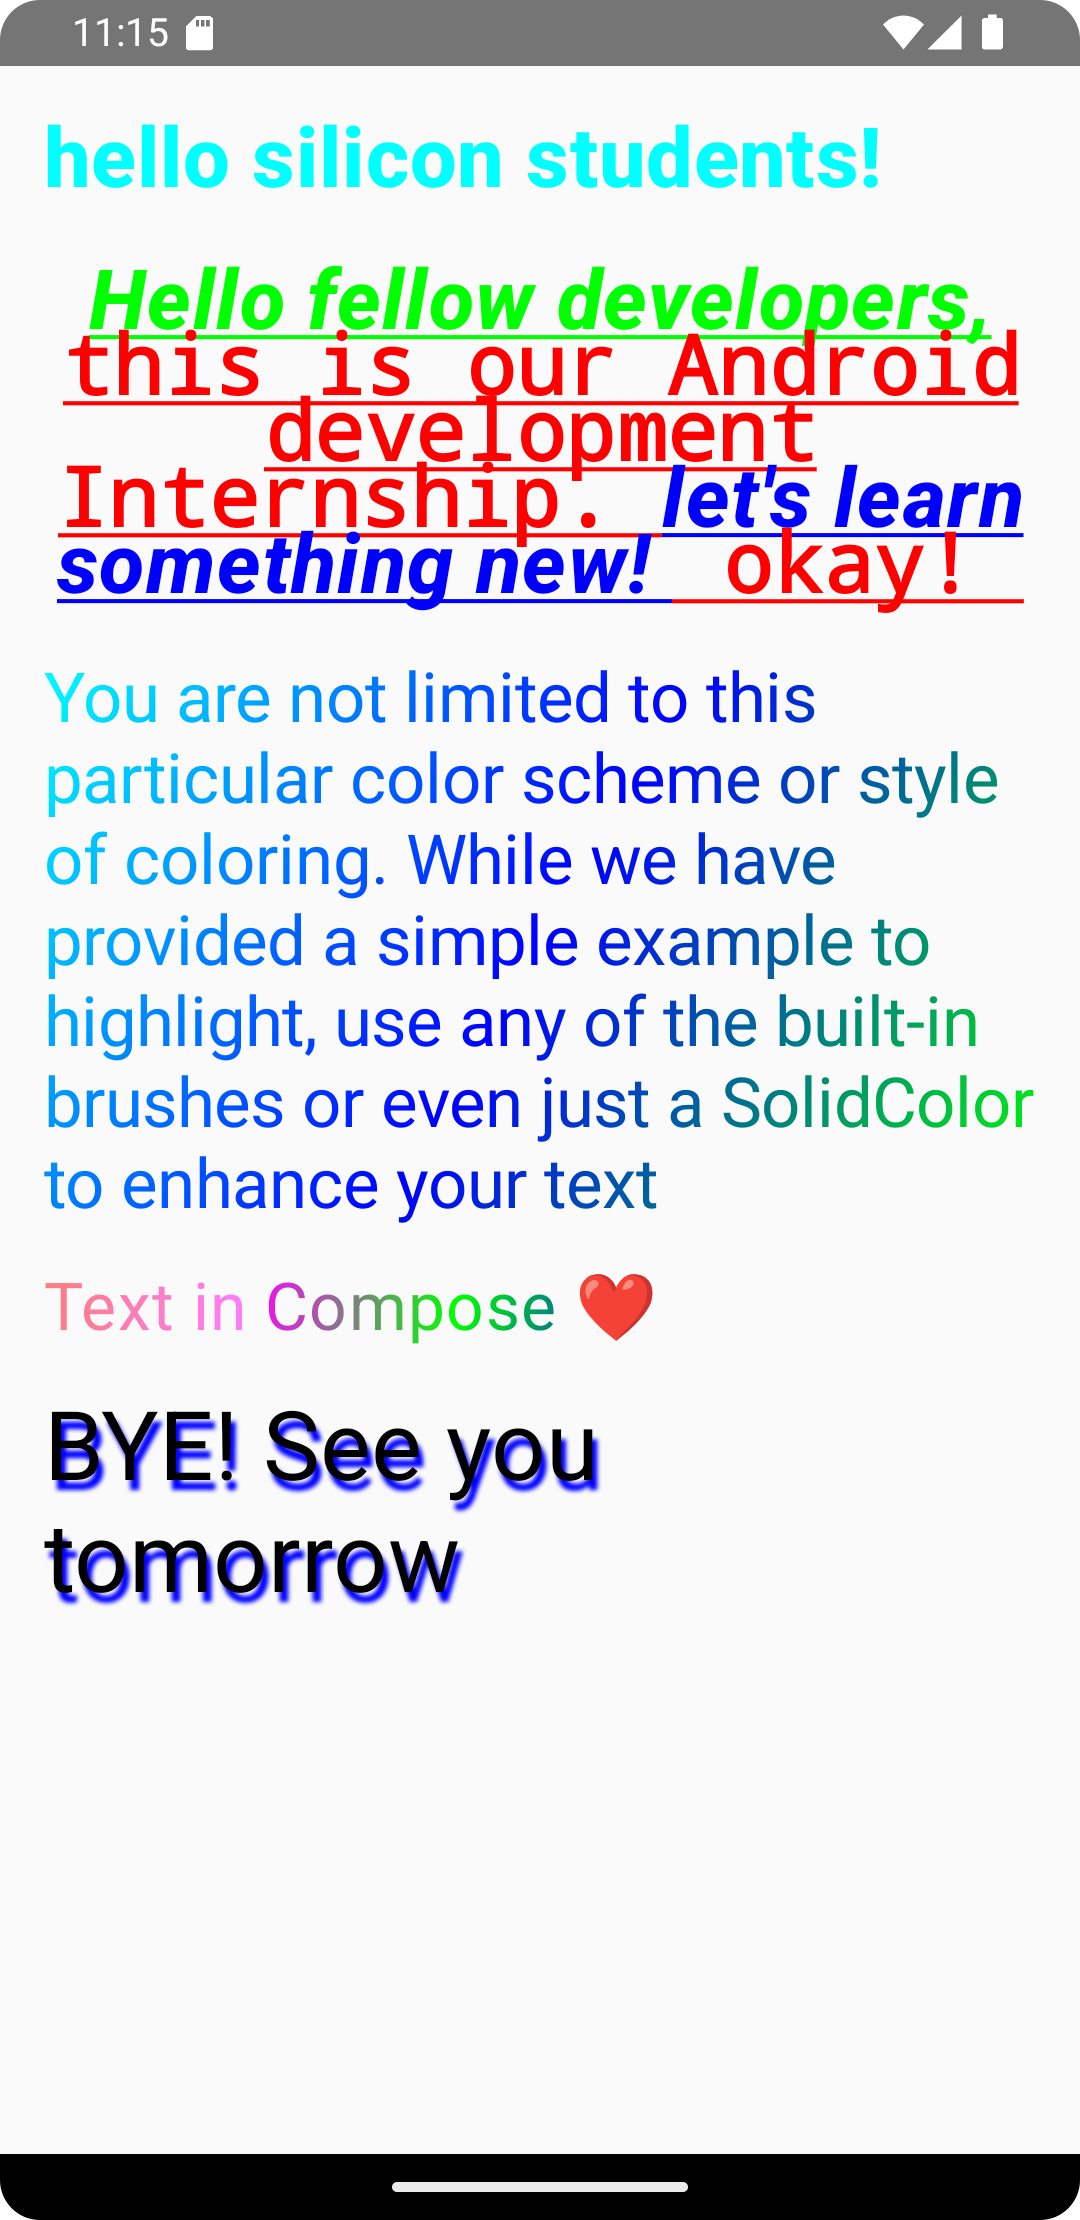 11:15
hello silicon students!
Hello fellow developers,
this is our Android
development
Internship. let's learn
something new! okay!
You are not limited to this
particular color scheme or style
of coloring. While we have
provided a simple example to
highlight, use any of the built-in
brushes or even just a SolidColor
to enhance your text
Text in Compose ❤️
BYE! See you
tomorrow